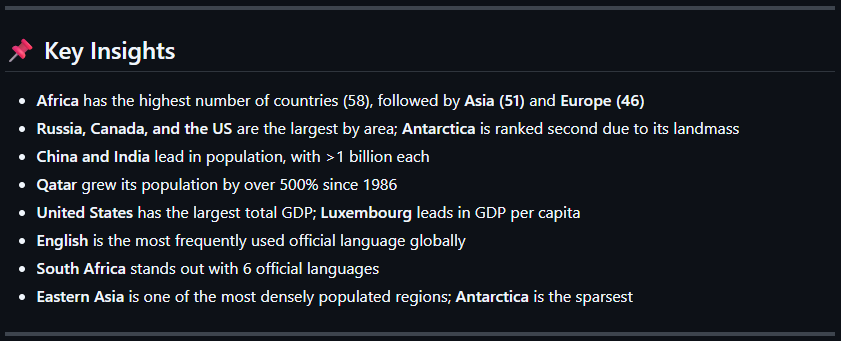 📌 Key Insights
• Africa has the highest number of countries (58), followed by Asia (51) and Europe (46)
• Russia, Canada, and the US are the largest by area; Antarctica is ranked second due to its landmass
• China and India lead in population, with >1 billion each
• Qatar grew its population by over 500% since 1986
• United States has the largest total GDP; Luxembourg leads in GDP per capita
• English is the most frequently used official language globally
• South Africa stands out with 6 official languages
• Eastern Asia is one of the most densely populated regions; Antarctica is the sparsest